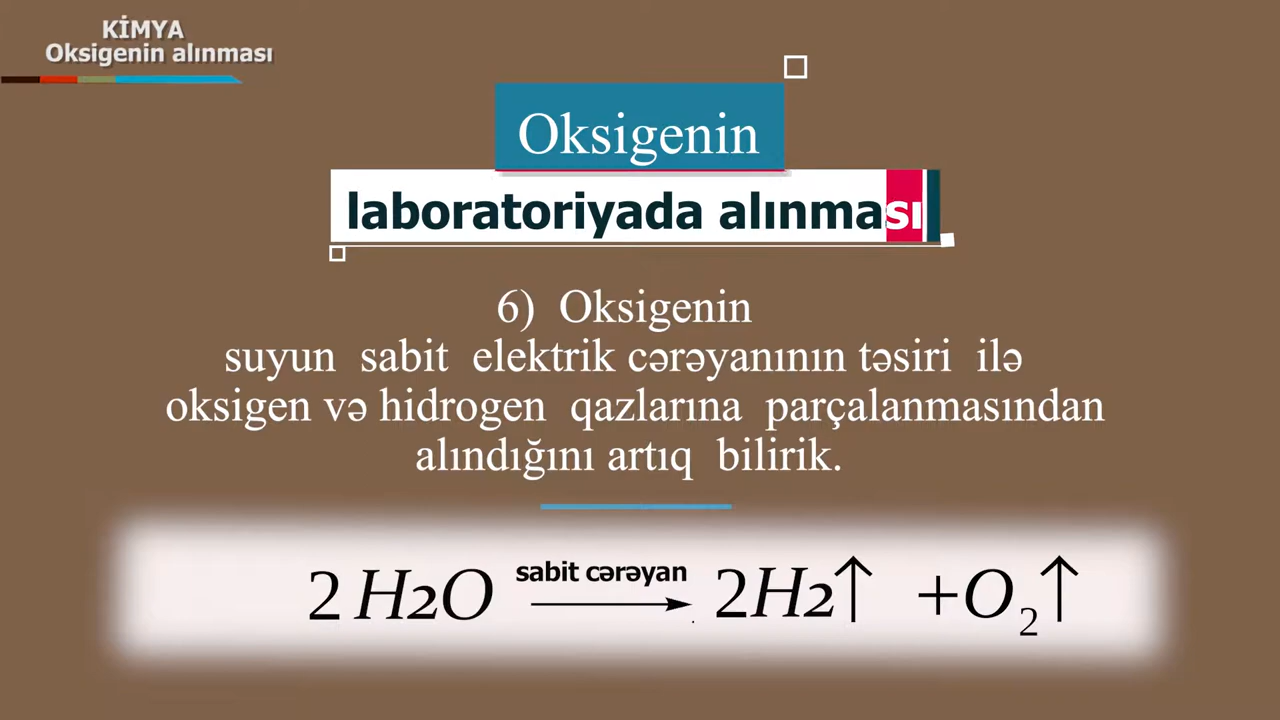 KİMYA
Oksigenin alınması
Oksigenin
laboratoriyada alınması
6) Oksigenin
suyun sabit elektrik cərəyanının təsiri ilə
oksigen və hidrogen qazlarına parçalanmasından
alındığını artıq bilirik.
sabit cərəyan
2H₂O → 2H₂↑ +O₂↑